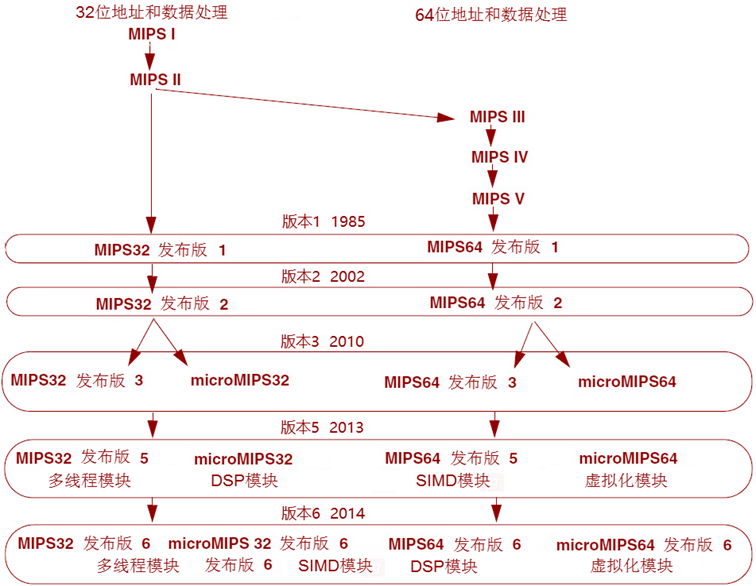 32位地址和数据处理 64位地址和数据处理
MIPS I
MIPS II
MIPS III
MIPS IV
MIPS V
版本1 1985
MIPS32 发布版 1 MIPS64 发布版 1
版本2 2002
MIPS32 发布版 2 MIPS64 发布版 2
版本3 2010
MIPS32 发布版 3 microMIPS32 MIPS64 发布版 3 microMIPS64
版本5 2013
MIPS32 发布版 5 microMIPS32 MIPS64 发布版 5 microMIPS64
多线程模块 DSP模块 SIMD模块 虚拟化模块
版本6 2014
MIPS32 发布版 6 microMIPS 32 发布版 6 MIPS64 发布版 6 microMIPS64 发布版 6
多线程模块 发布版 6 SIMD模块 DSP模块 虚拟化模块